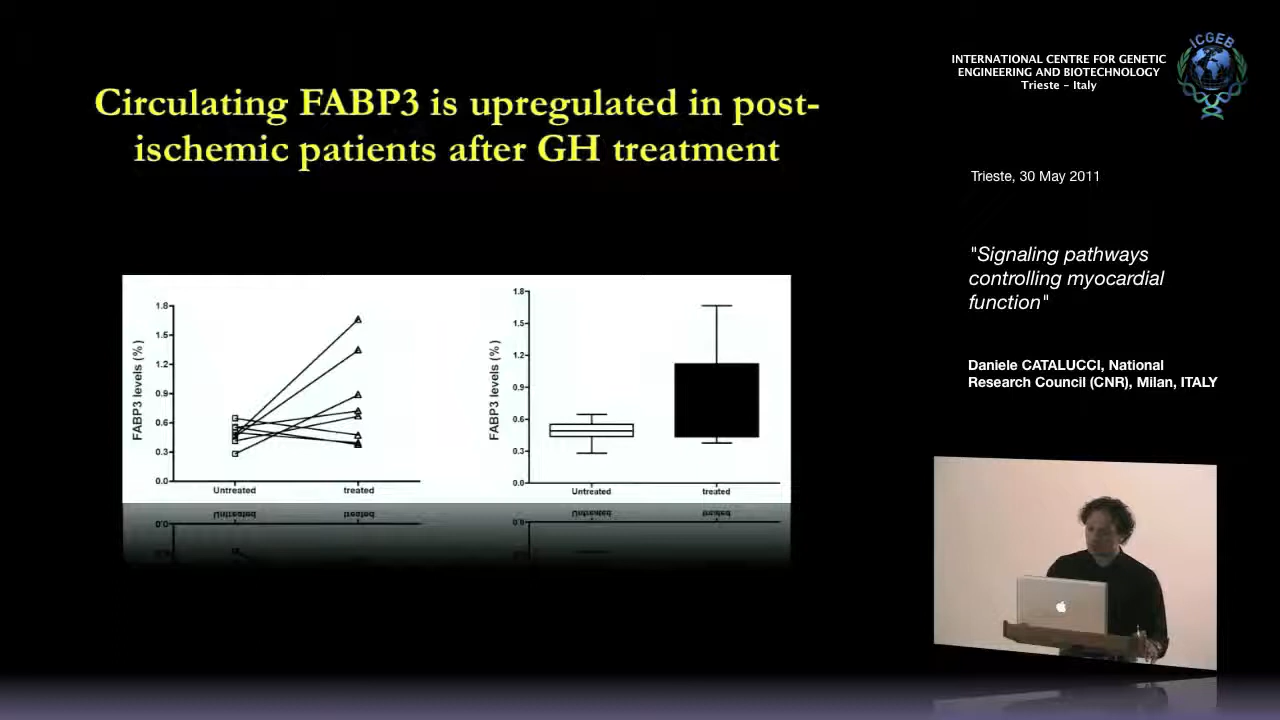 Circulating FABP3 is upregulated in post-
ischemic patients after GH treatment
1.8
1.5
1.2
0.9
0.6
0.3
0.0
FABP3 levels (%)
Untreated
treated
1.8
1.5
1.2
0.9
0.6
0.3
0.0
FABP3 levels (%)
Untreated
treated
INTERNATIONAL CENTRE FOR GENETIC
ENGINEERING AND BIOTECHNOLOGY
Trieste - Italy
ICGEB
Trieste, 30 May 2011
"Signaling pathways
controlling myocardial
function"
Daniele CATALUCCI, National
Research Council (CNR), Milan, ITALY